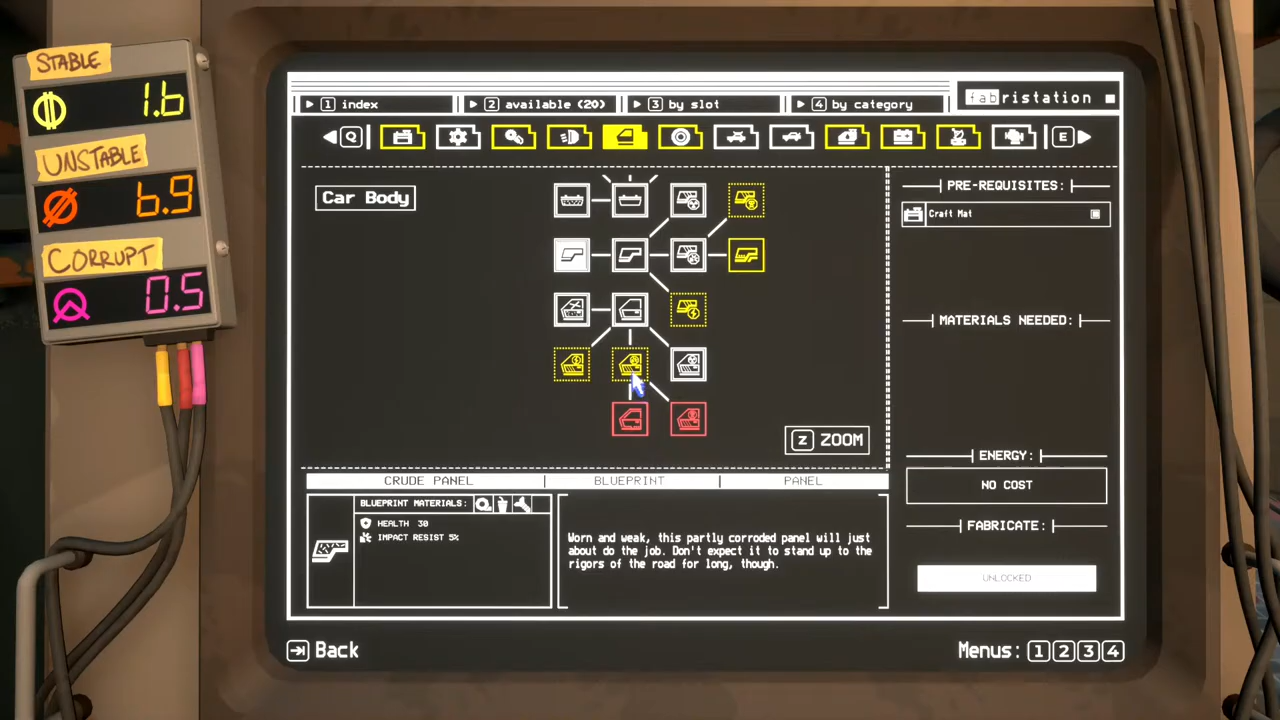 STABLE
1.6
UNSTABLE
6.9
CORRUPT
0.5
1 index
2 available (20)
3 by slot
4 by category
fabristation
Q
E
Car Body
Z ZOOM
PRE-REQUISITES:
Craft Mat
MATERIALS NEEDED:
ENERGY:
NO COST
FABRICATE:
UNLOCKED
CRUDE PANEL
BLUEPRINT
PANEL
BLUEPRINT MATERIALS:
HEALTH 30
IMPACT RESIST 5%
Worn and weak, this partly corroded panel will just
about do the job. Don't expect it to stand up to the
rigors of the road for long, though.
Back
Menus: 1 2 3 4